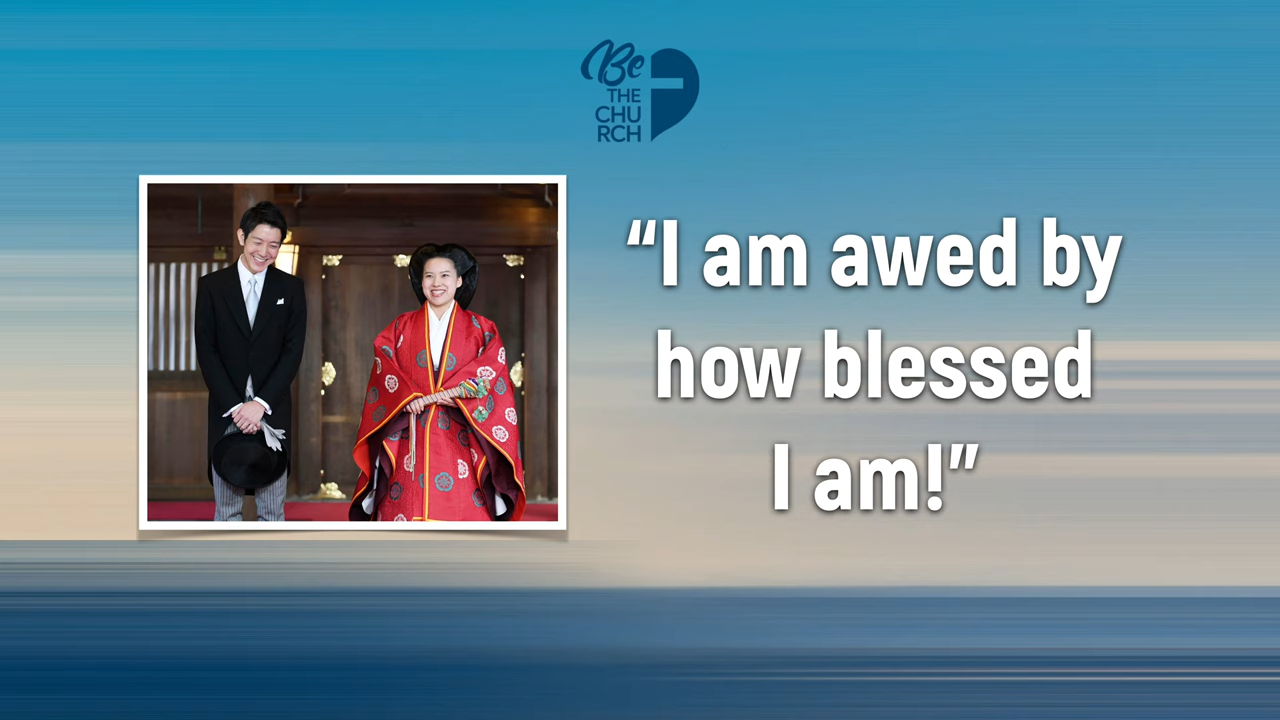 Be
THE
CHU
RCH
“I am awed by
how blessed
I am!”